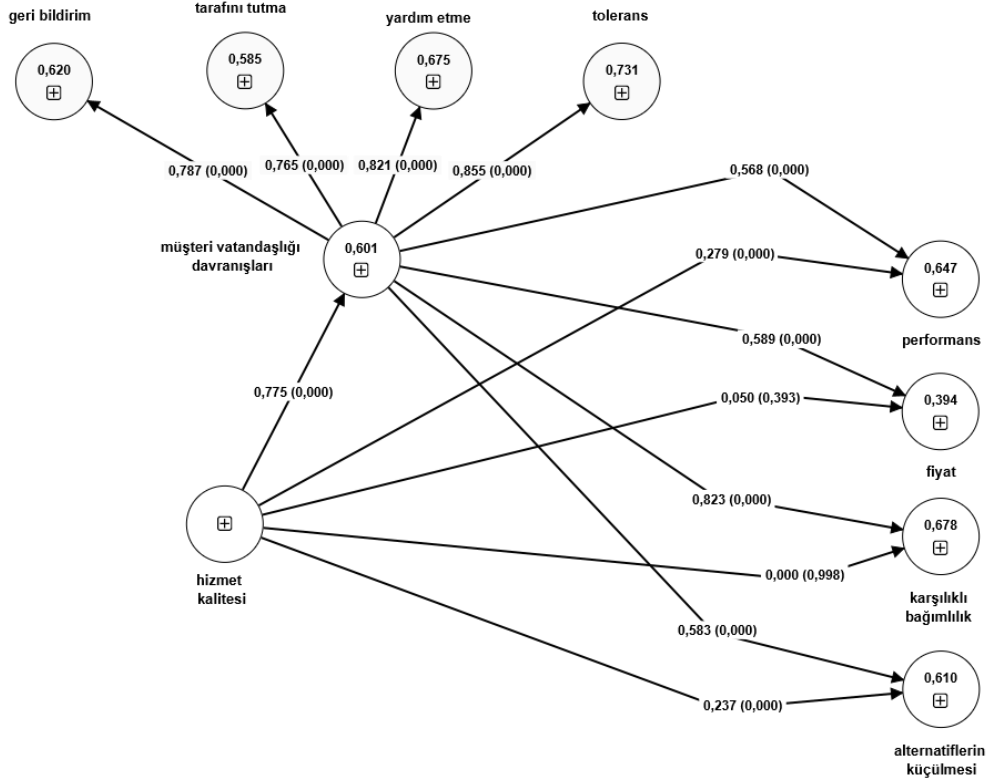 geri bildirim
tarafını tutma
yardım etme
tolerans
0,620
0,585
0,675
0,731
0,787 (0,000)
0,765 (0,000)
0,821 (0,000)
0,855 (0,000)
0,568 (0,000)
müşteri vatandaşlığı
davranışları
0,601
0,279 (0,000)
0,647
performans
0,589 (0,000)
0,775 (0,000)
0,050 (0,393)
0,394
fiyat
0,823 (0,000)
0,678
hizmet
kalitesi
0,000 (0,998)
karşılıklı
bağımlılık
0,583 (0,000)
0,610
0,237 (0,000)
alternatiflerin
küçülmesi